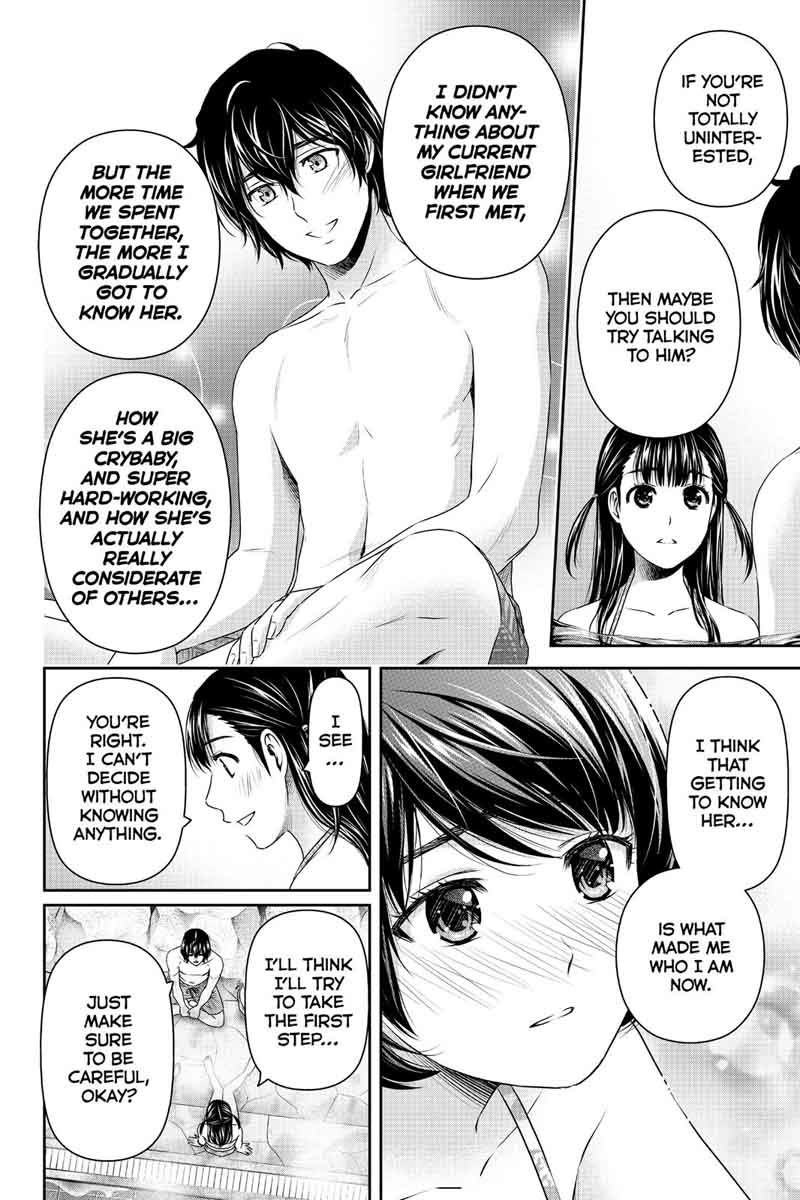 IF YOU'RE
NOT
TOTALLY
UNINTER-
ESTED,
THEN MAYBE
YOU SHOULD
TRY TALKING
TO HIM?
I DIDN'T
KNOW ANY-
THING ABOUT
MY CURRENT
GIRLFRIEND
WHEN WE
FIRST MET,
BUT THE
MORE TIME
WE SPENT
TOGETHER,
THE MORE I
GRADUALLY
GOT TO
KNOW HER.
HOW
SHE'S A BIG
CRYBABY,
AND SUPER
HARD-WORKING,
AND HOW SHE'S
ACTUALLY
REALLY
CONSIDERATE
OF OTHERS...
I THINK
THAT
GETTING
TO KNOW
HER...
IS WHAT
MADE ME
WHO I AM
NOW.
I
SEE
...
YOU'RE
RIGHT.
I CAN'T
DECIDE
WITHOUT
KNOWING
ANYTHING.
I'LL THINK
I'LL TRY
TO TAKE
THE FIRST
STEP...
JUST
MAKE
SURE
TO BE
CAREFUL,
OKAY?